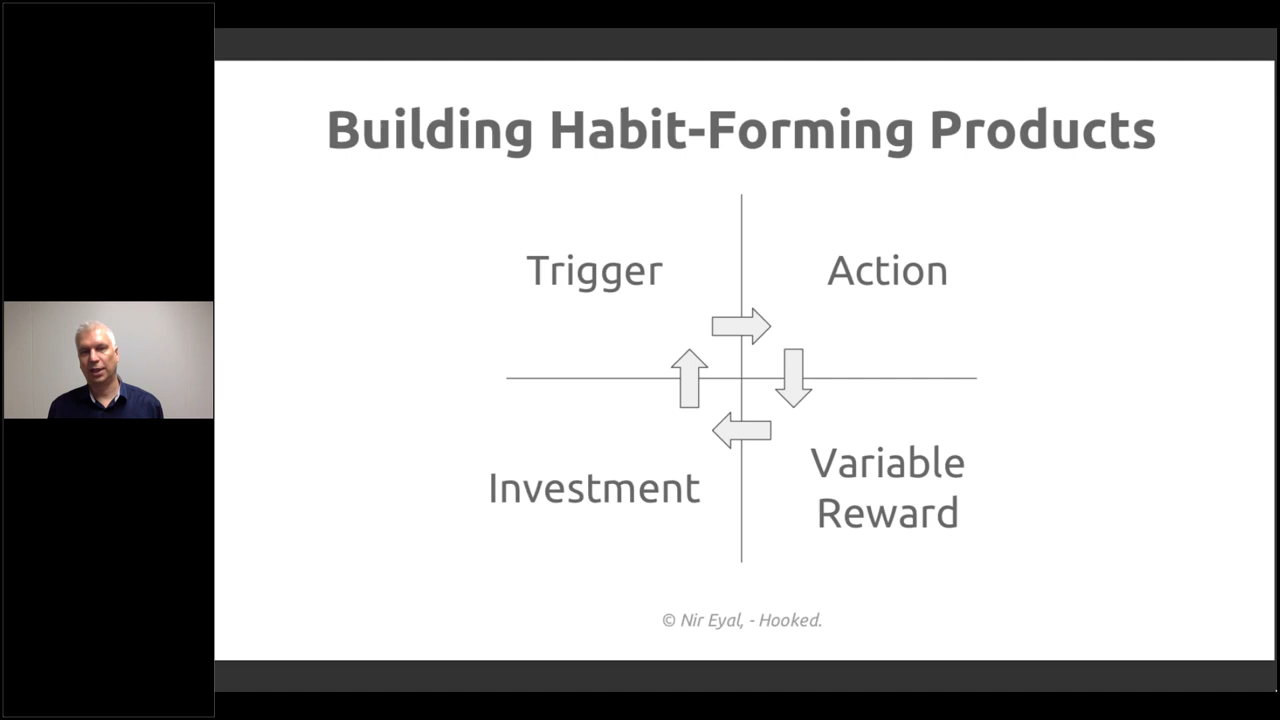 Building Habit-Forming Products
Trigger
Action
Investment
Variable
Reward
© Nir Eyal, - Hooked.